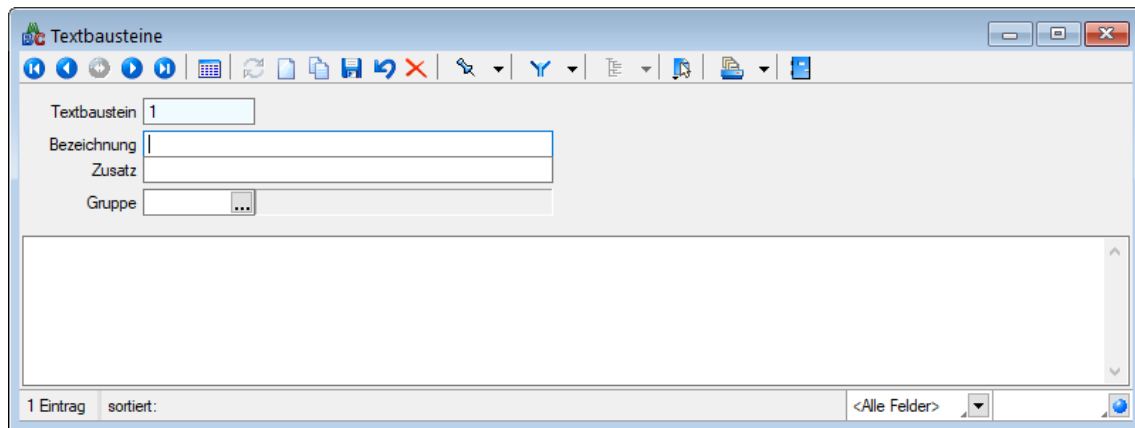 Textbausteine
Textbaustein 1
Bezeichnung
Zusatz
Gruppe ...
1 Eintrag sortiert: <Alle Felder>